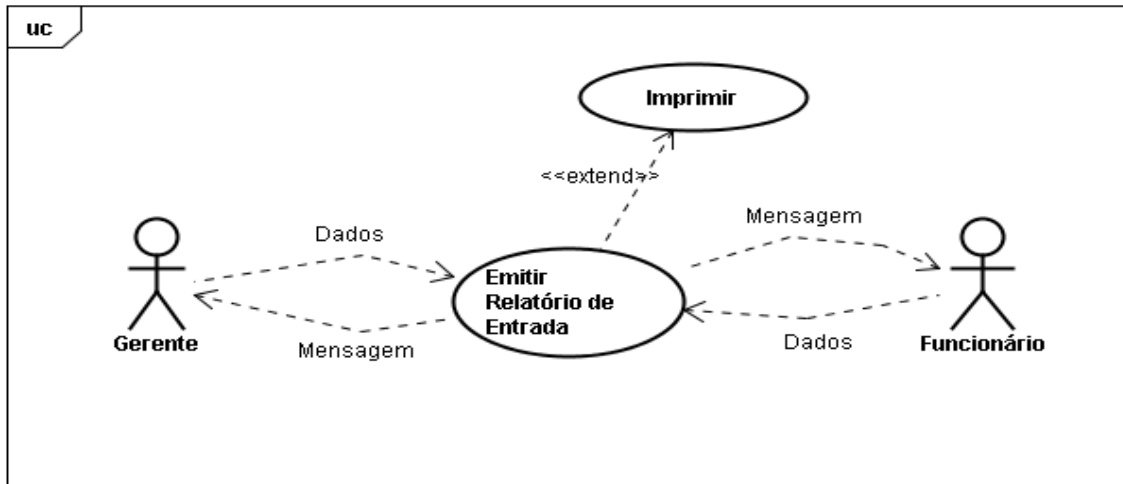 uc
Imprimir
<<extend>>
Mensagem
Dados
Emitir
Relatório de
Entrada
Gerente
Mensagem
Dados
Funcionário